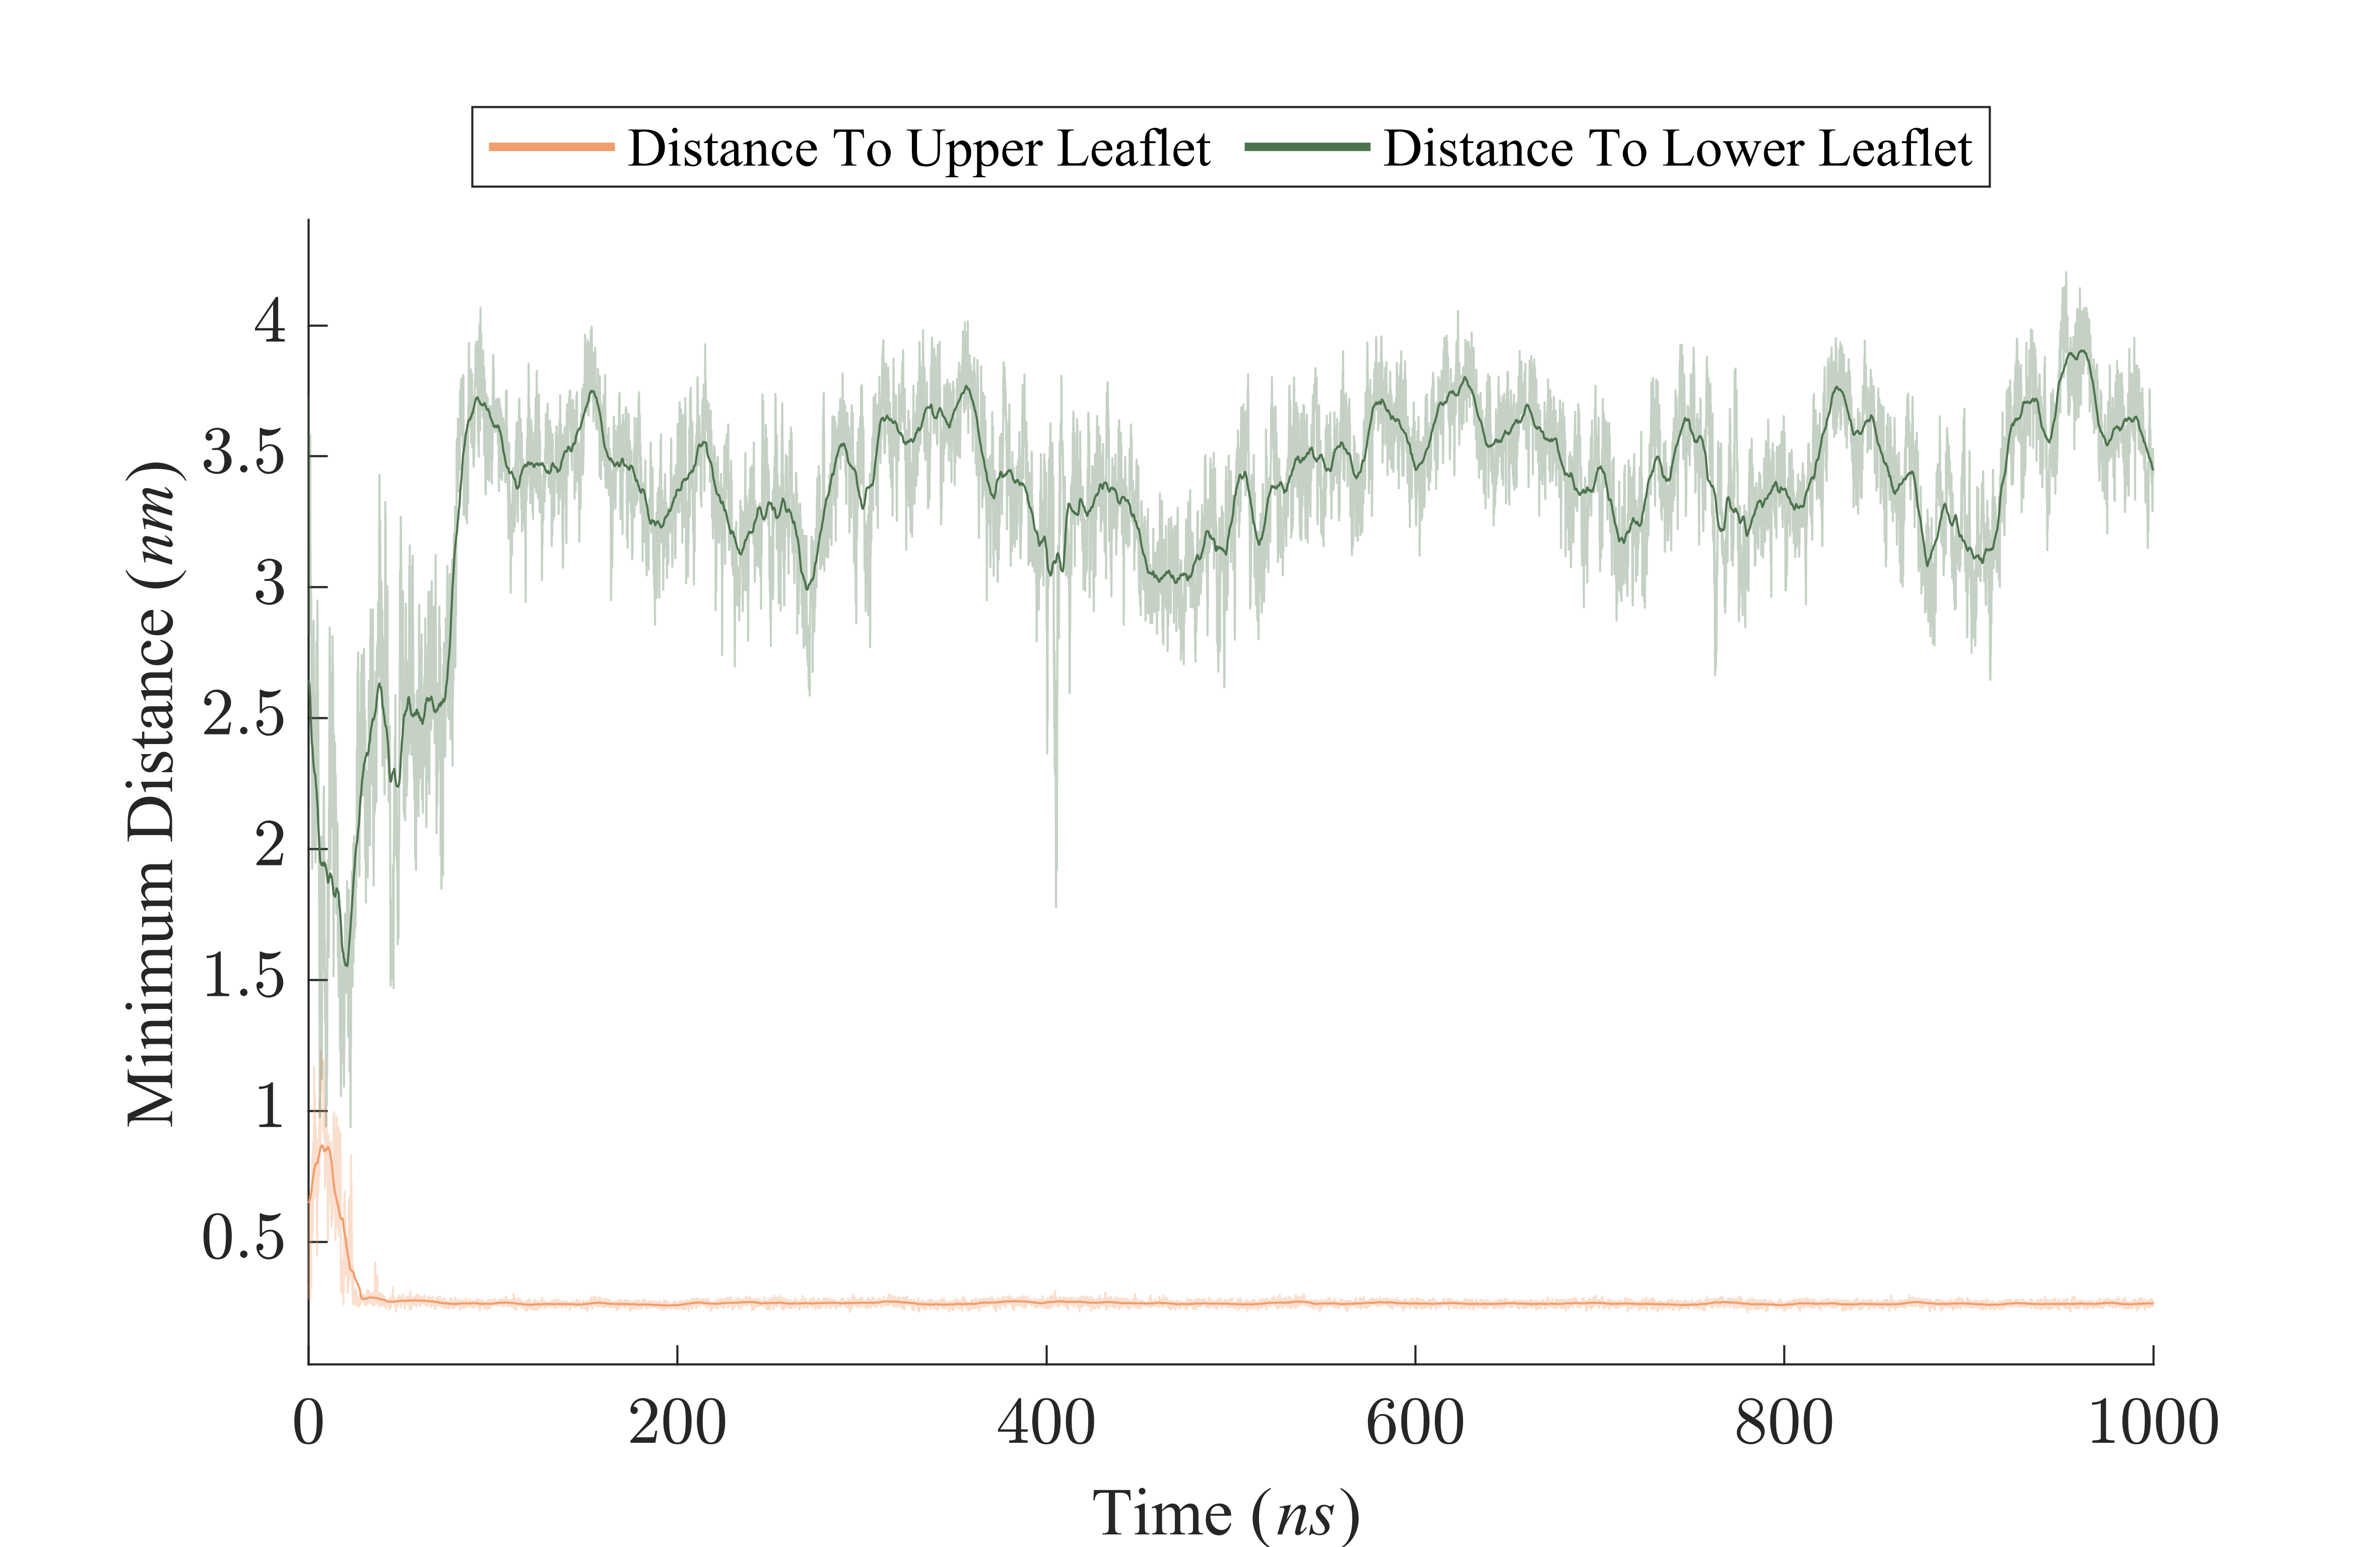 Distance To Upper Leaflet Distance To Lower Leaflet
Minimum Distance (nm)
4
3.5
3
2.5
2
1.5
1
0.5
0 200 400 600 800 1000
Time (ns)